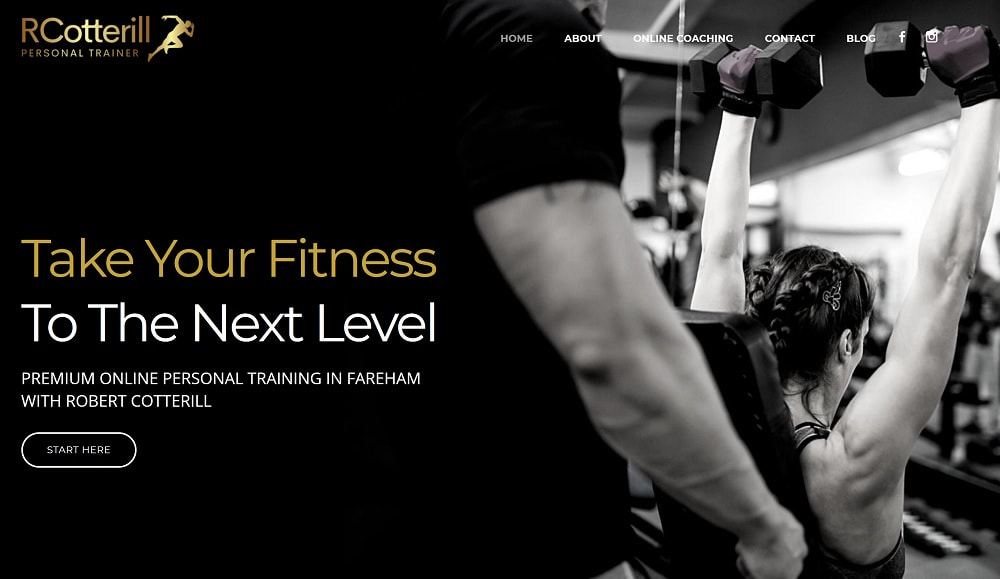 RCotterill
PERSONAL TRAINER
HOME ABOUT ONLINE COACHING CONTACT BLOG
Take Your Fitness
To The Next Level
PREMIUM ONLINE PERSONAL TRAINING IN FAREHAM
WITH ROBERT COTTERILL
START HERE